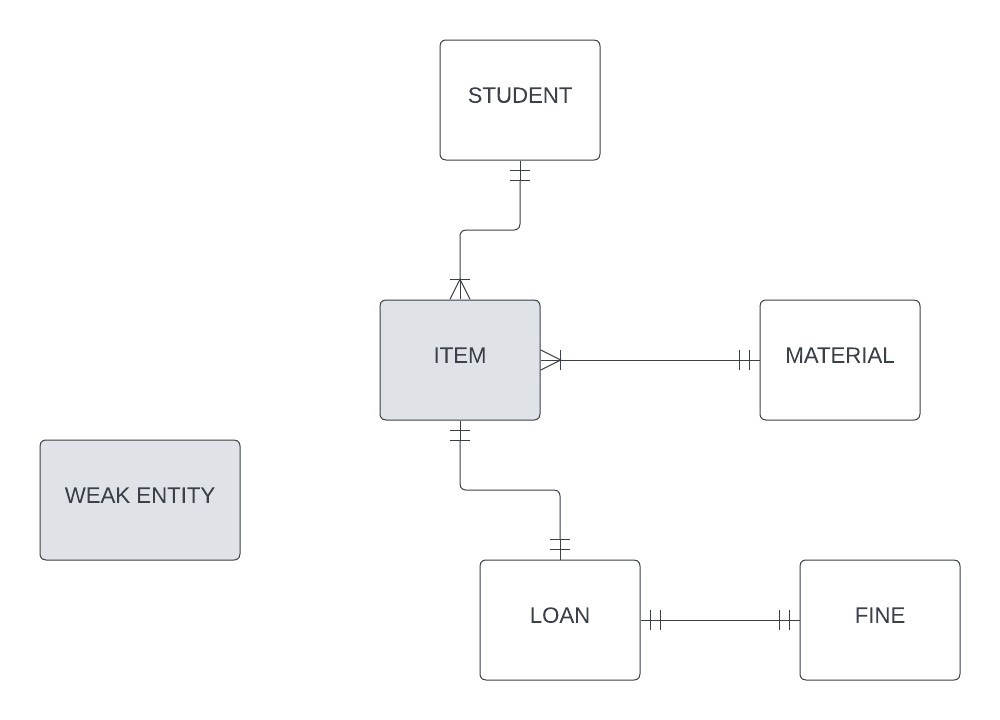 STUDENT
ITEM
MATERIAL
WEAK ENTITY
LOAN
FINE